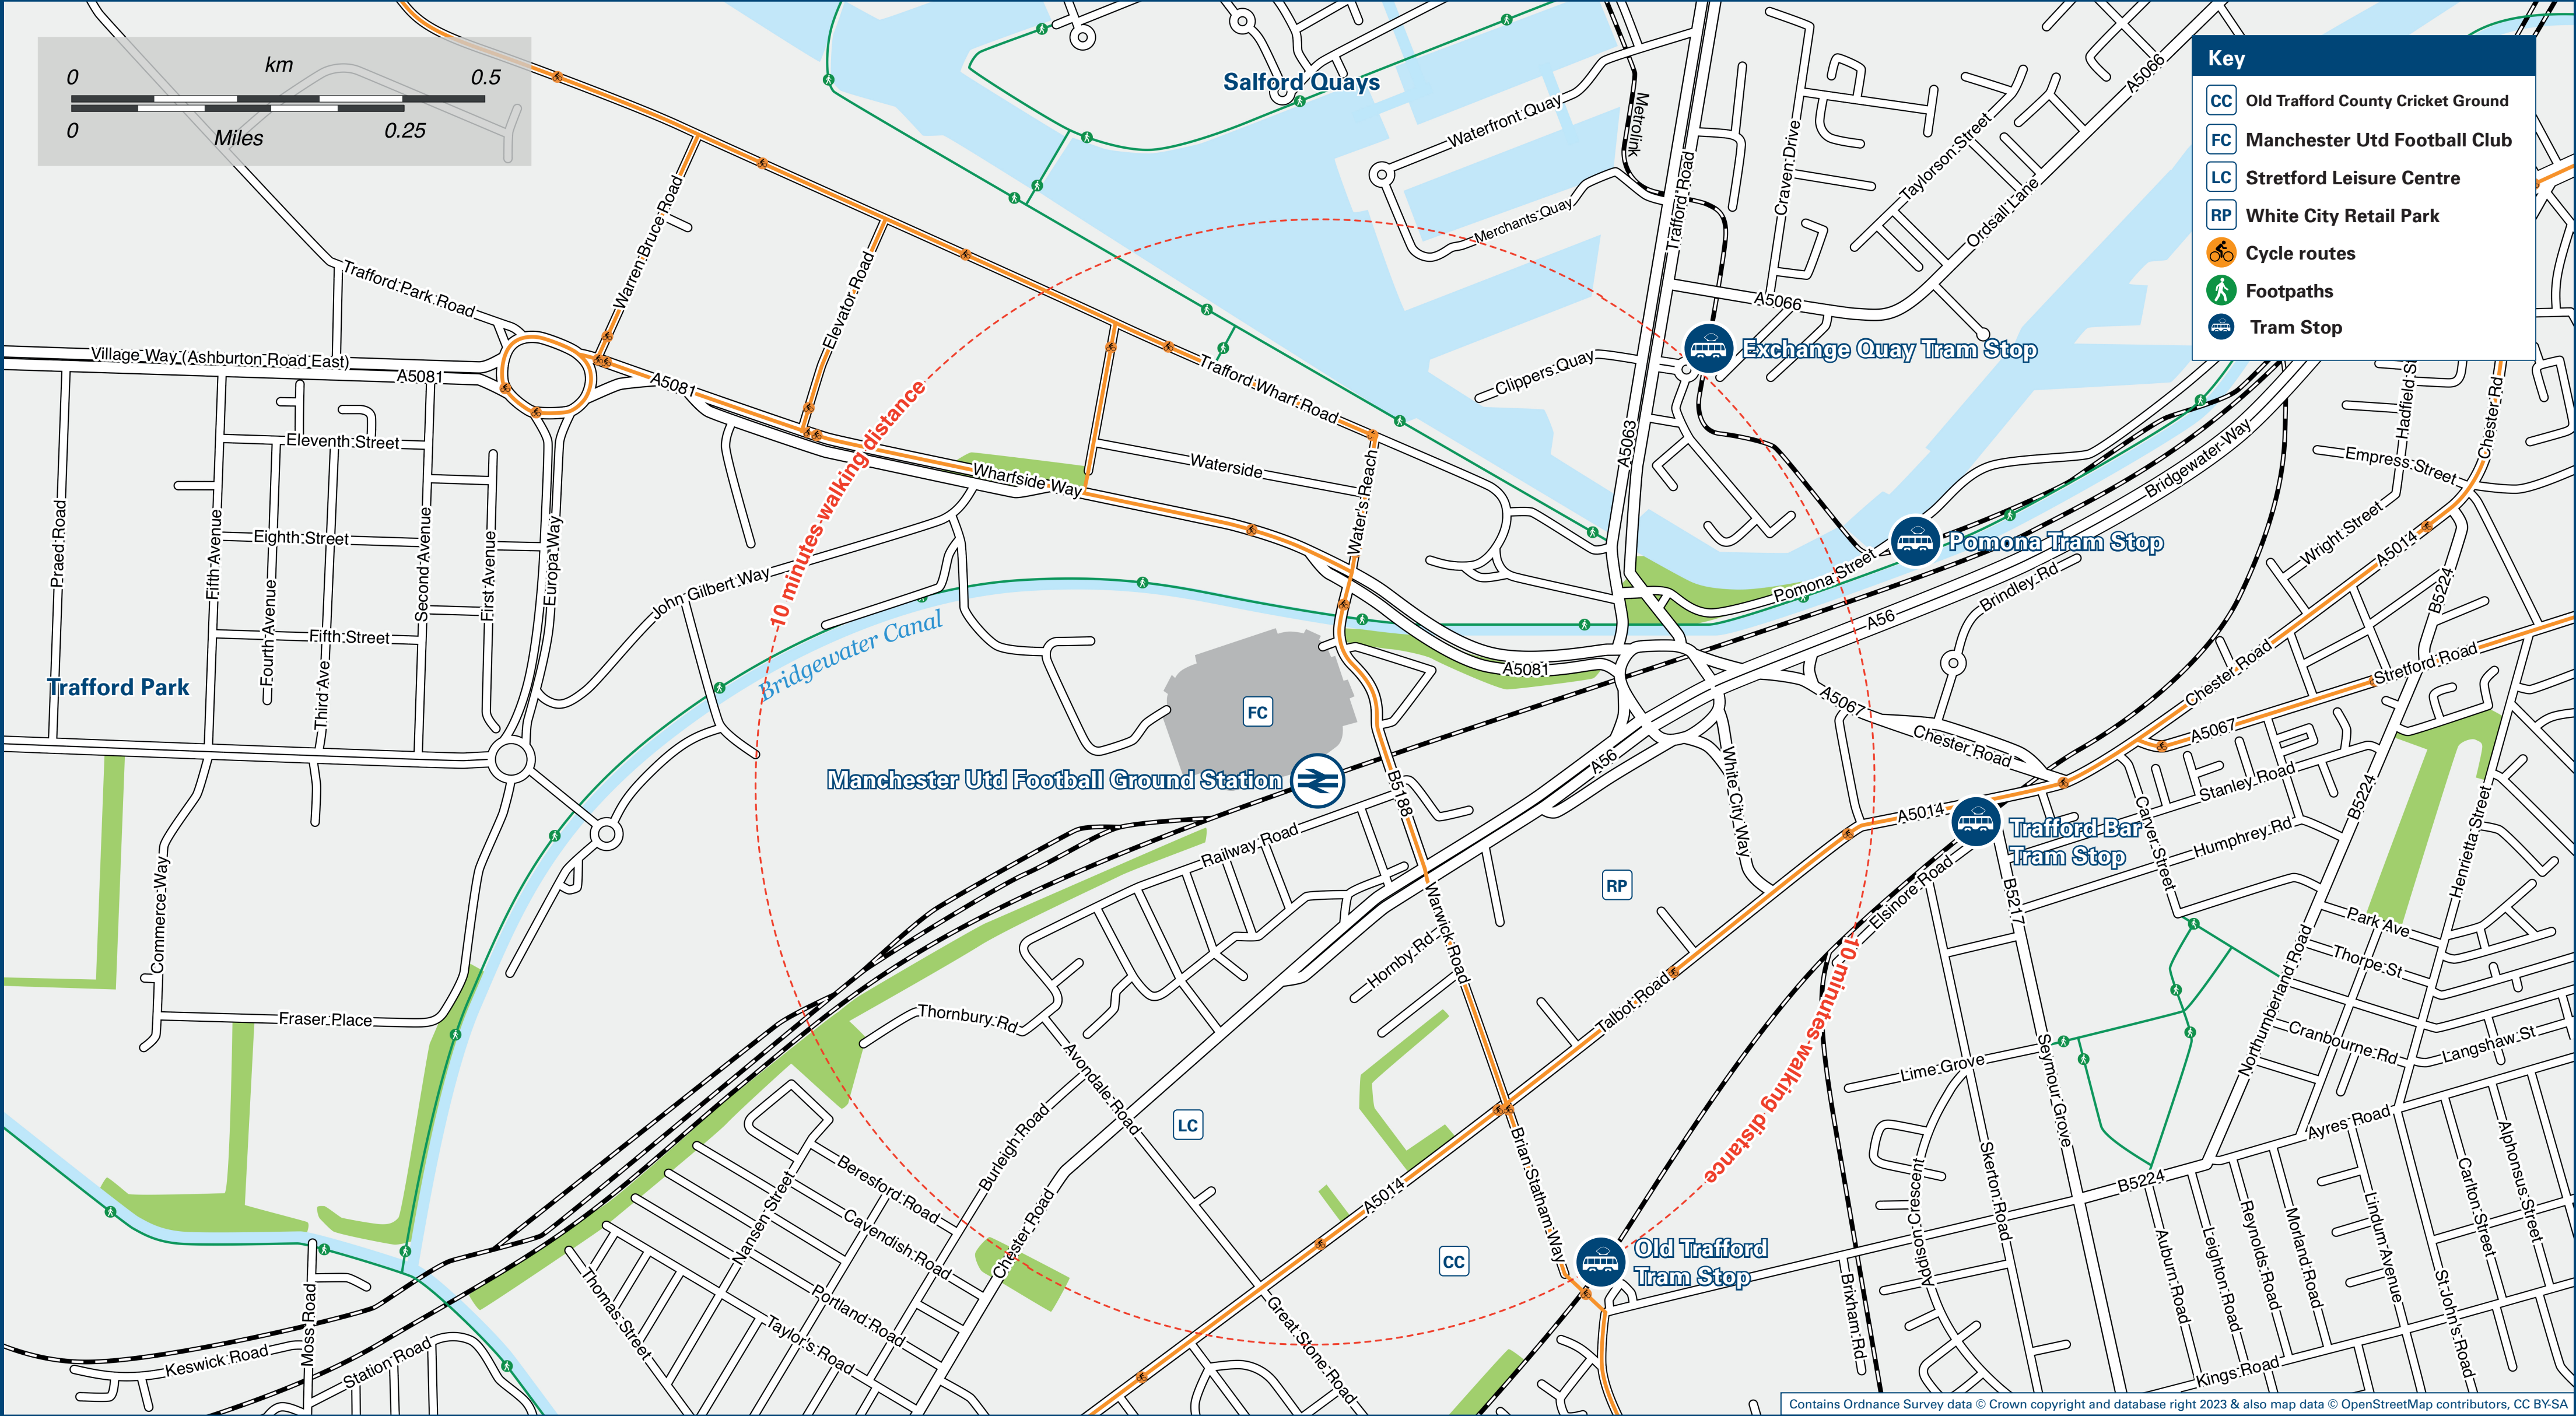 km
0
0.5
0
0.25
Miles
Salford Quays
Key
CC Old Trafford County Cricket Ground
FC Manchester Utd Football Club
LC Stretford Leisure Centre
RP White City Retail Park
Cycle routes
Footpaths
Tram Stop
Waterfront Quay
Merchants Quay
Metrolink
Trafford Road
Trafford Road
Craven Drive
Taylorson Street
Ordsall Lane
A5066
A5066
Trafford Park Road
Warren Bruce Road
Elevator Road
Village Way (Ashburton Road East)
A5081
A5081
Trafford Wharf Road
Clippers Quay
Exchange Quay Tram Stop
10 minutes walking distance
Wharfside Way
Waterside
Water's Reach
A5063
Eleventh Street
Eighth Street
Fifth Street
Praed Road
Fifth Avenue
Fourth Avenue
Third Ave
Second Avenue
First Avenue
Europa Way
John Gilbert Way
Bridgewater Canal
Trafford Park
Pomona Street
Pomona Tram Stop
Bridgewater Way
Brindley Rd
A56
A5081
Empress Street
Chester Rd
Wright Street
A5014
B5224
Chester Road
Stretford Road
A5067
A5067
Chester Road
FC
Manchester Utd Football Ground Station
B5188
A56
White City Way
A5014
Trafford Bar
Tram Stop
Stanley Road
Carver Street
Humphrey Rd
B5224
Henrietta Street
Railway Road
RP
Elsinore Road
B5217
Commerce Way
Fraser Place
Thornbury Rd
Avondale Road
Hornby Rd
Warwick Road
Talbot Road
10 minutes walking distance
Park Ave
Thorpe St
Cranbourne Rd
Langshaw St
Northumberland Road
Lime Grove
Seymour Grove
Skerton Road
Ayres Road
B5224
LC
Burleigh Road
Chester Road
Beresford Road
Cavendish Road
Nansen Street
Portland Road
Taylor's Road
Thomas Street
Moss Road
Keswick Road
Station Road
A5014
CC
Brian Statham Way
Old Trafford
Tram Stop
Great Stone Road
Addison Crescent
Brixham Rd
Auburn Road
Leighton Road
Reynolds Road
Morland Road
Lindum Avenue
Carlton Street
Alphonsus Street
St John's Road
Kings Road
Contains Ordnance Survey data © Crown copyright and database right 2023 & also map data © OpenStreetMap contributors, CC BY-SA